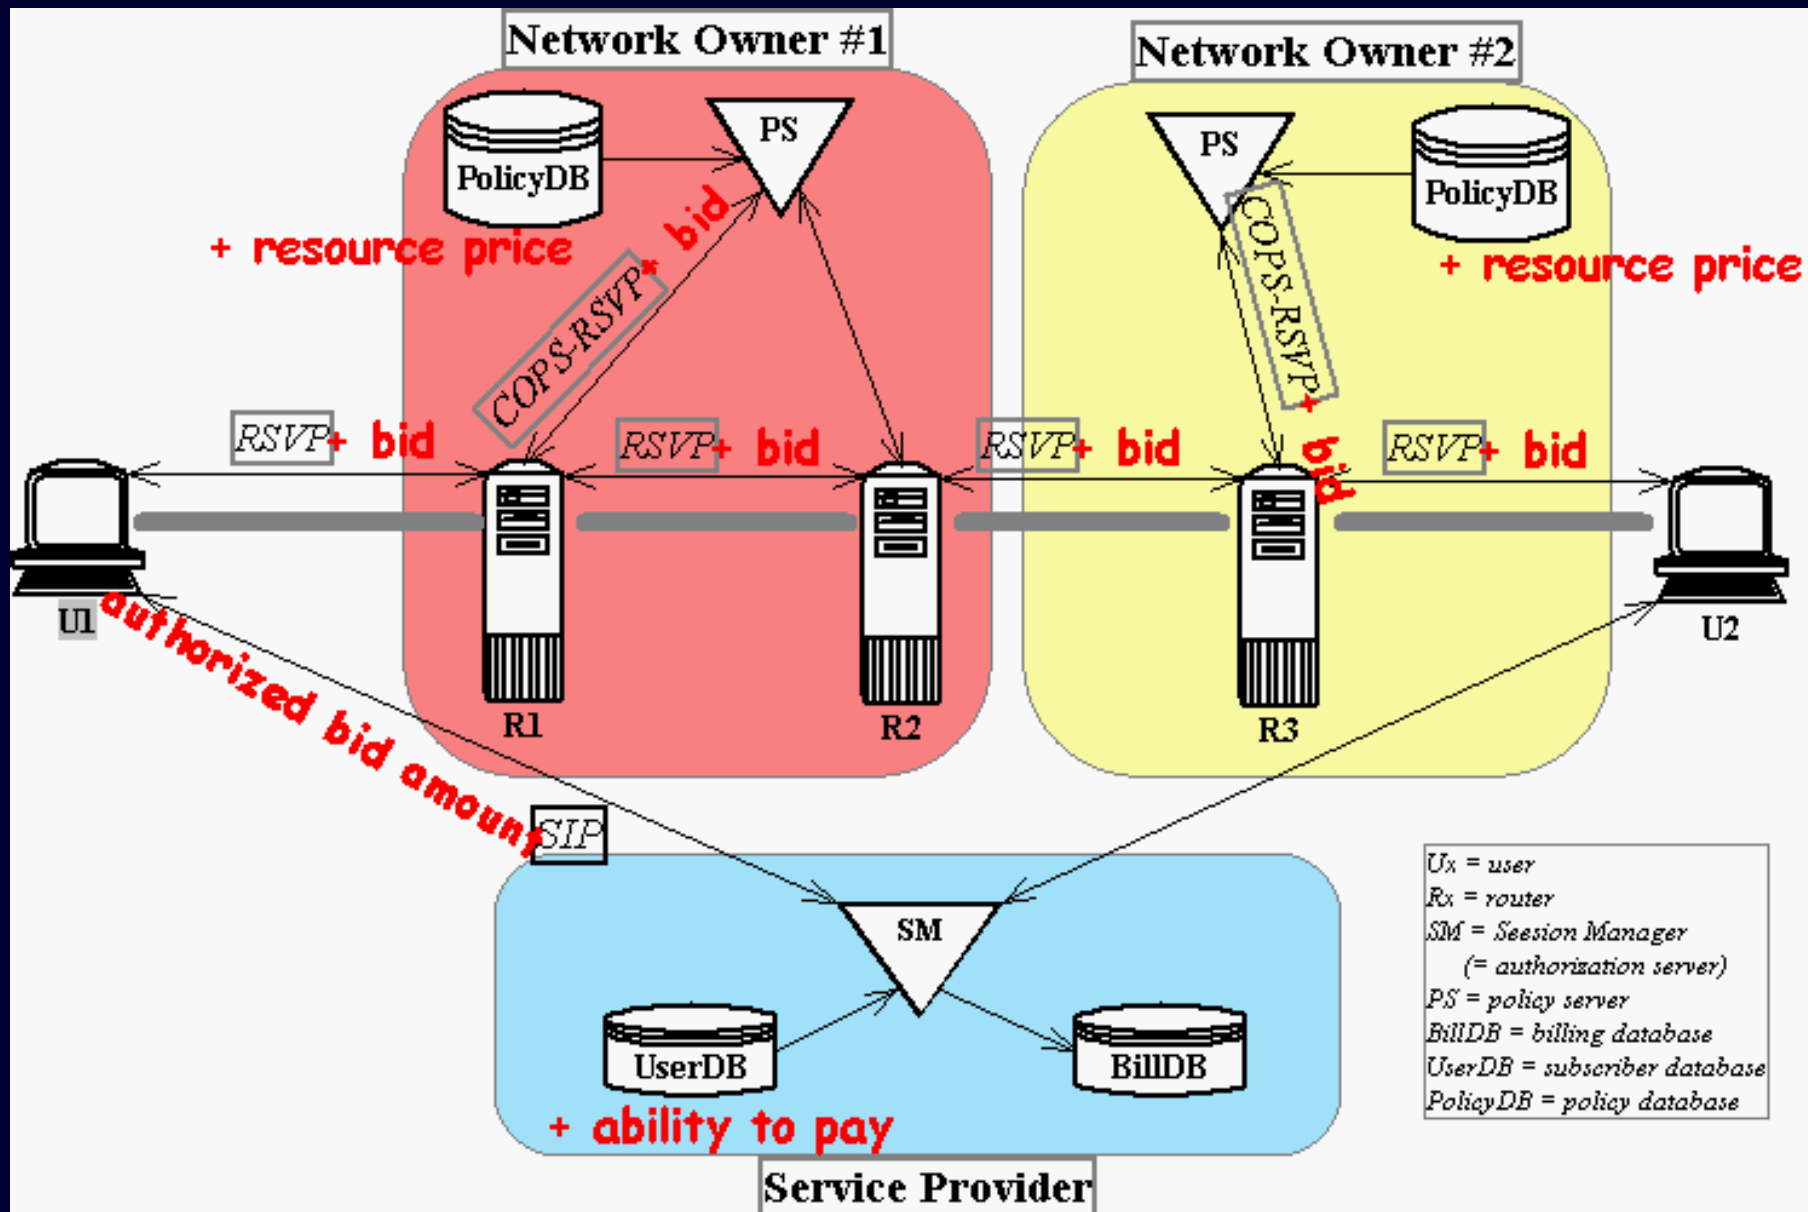 Network Owner #1
Network Owner #2
PS
PS
PolicyDB
PolicyDB
+ resource price
+ resource price
COPS-RSVP+ bid
COPS-RSVP+ bid
RSVP+ bid
RSVP+ bid
RSVP+ bid
RSVP+ bid
U1
U2
R1
R2
R3
authorized bid amount
SIP
SM
UserDB
BillDB
+ ability to pay
Service Provider
Ux = user
Rx = router
SM = Seesion Manager
(= authorization server)
PS = policy server
BillDB = billing database
UserDB = subscriber database
PolicyDB = policy database